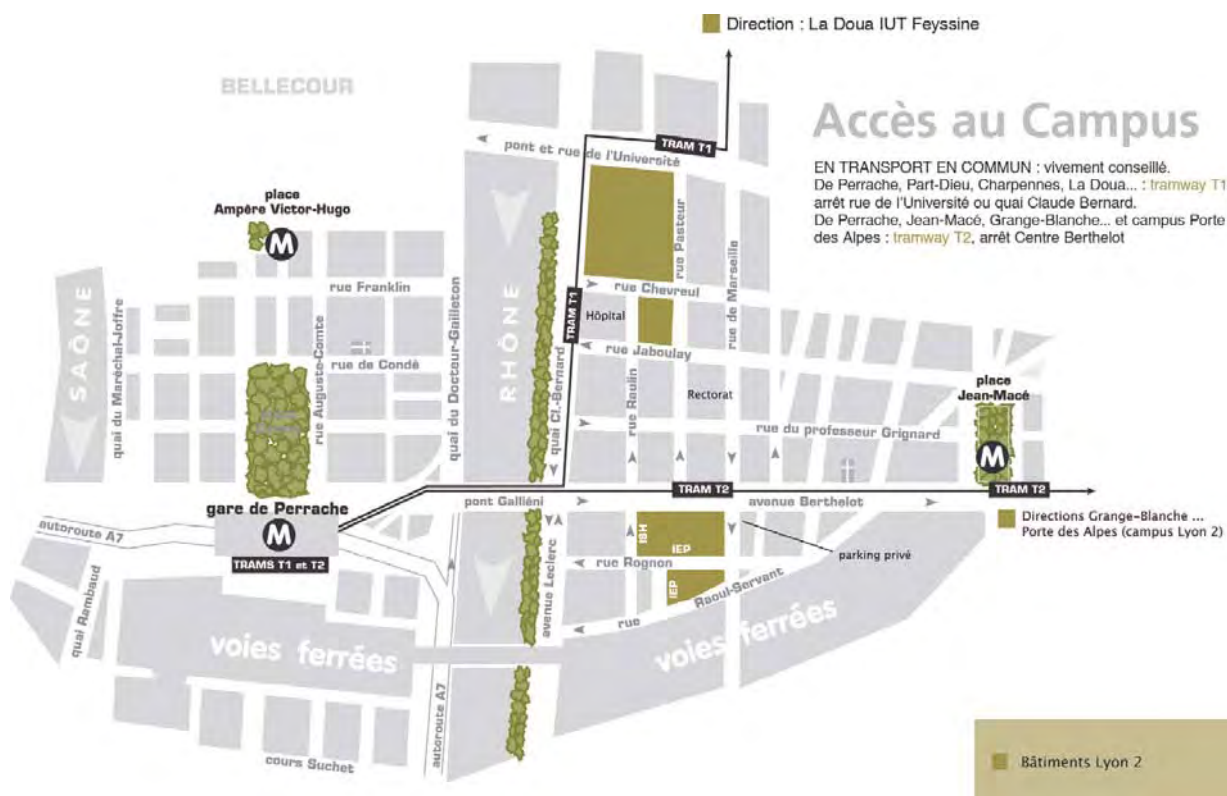 Direction : La Doua IUT Feyssine
BELLECOUR
Accès au Campus
EN TRANSPORT EN COMMUN : vivement conseillé.
De Perrache, Part-Dieu, Charpennes, La Doua... : tramway T1
arrêt rue de l'Université ou quai Claude Bernard.
De Perrache, Jean-Macé, Grange-Blanche... et campus Porte
des Alpes : tramway T2, arrêt Centre Berthelot
TRAM T1
pont et rue de l'Université
place
Ampère Victor-Hugo
M
rue Pasteur
rue de Marseille
rue Franklin
rue Chevreul
SAÔNE
quai du Maréchal-Joffre
rue Auguste-Comte
quai du Docteur-Gailleton
RHÔNE
TRAM T1
Hôpital
rue de Condé
quai Cl.-Bernard
rue Jaboulay
rue Raulin
Rectorat
place
Jean-Macé
M
rue du professeur Grignard
TRAM T2
TRAM T2
pont Galliéni
avenue Berthelot
gare de Perrache
M
TRAMS T1 et T2
autoroute A7
Directions Grange-Blanche ...
Porte des Alpes (campus Lyon 2)
ISH
IEP
parking privé
avenue Leclerc
rue Rognon
IEP
rue Raoul-Servant
quai Rambaud
voies ferrées
voies ferrées
autoroute A7
cours Suchet
Bâtiments Lyon 2